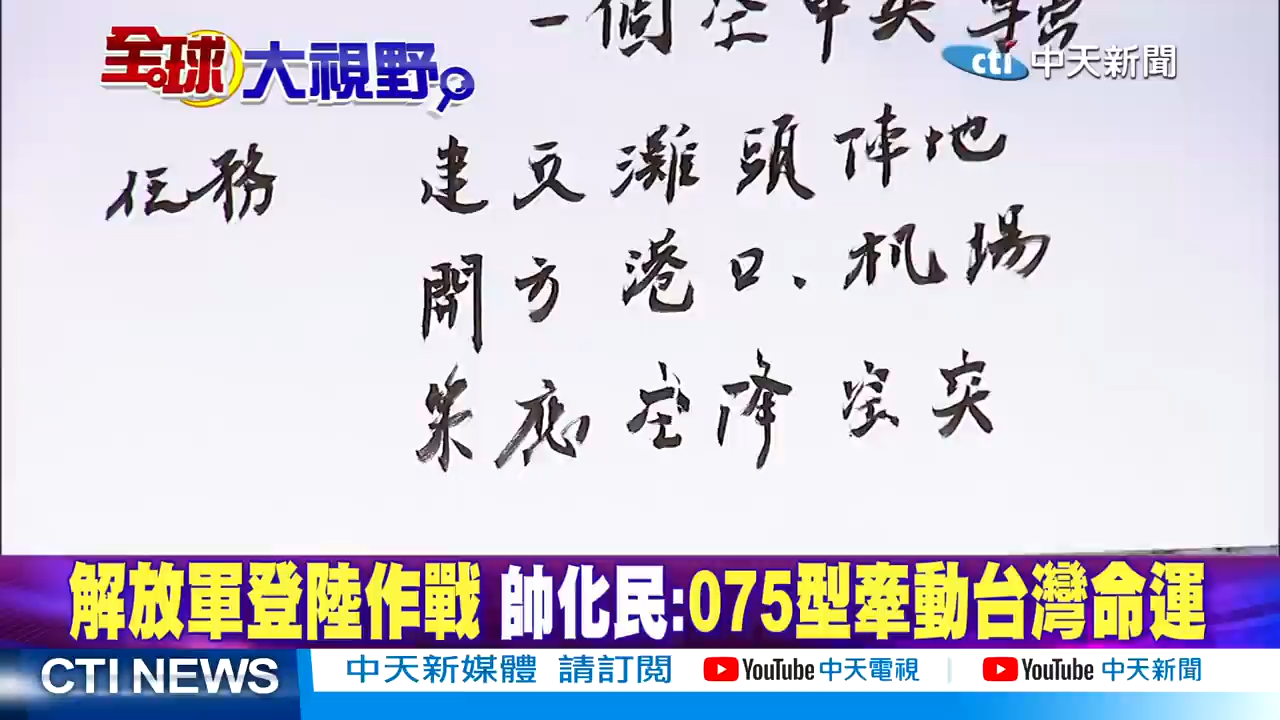 全球大視野
cti 中天新聞
一個空中突
任務 建立灘頭陣地
開方港口、机場
策應空降突
解放軍登陸作戰 帥化民:075型牽動台灣命運
CTI NEWS 中天新媒體 請訂閱 YouTube 中天電視 YouTube 中天新聞